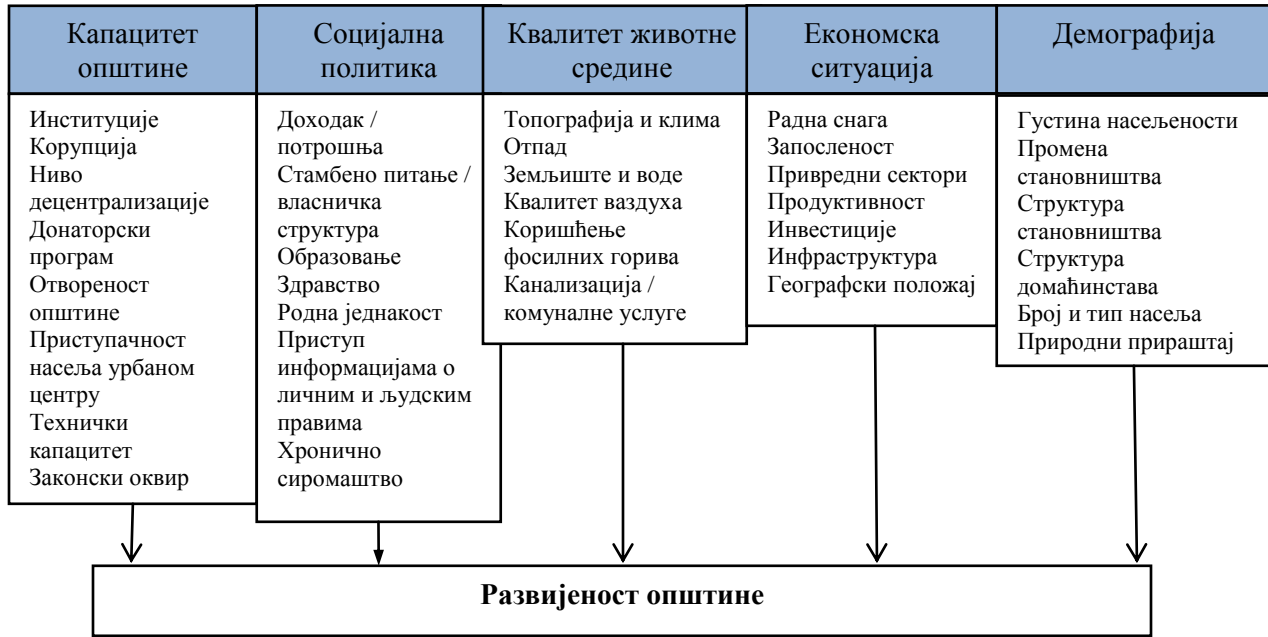 Капацитет
општине
Институције
Корупција
Ниво
децентрализације
Донаторски
програм
Отвореност
општине
Приступачност
насеља урбаном
центру
Технички
капацитет
Законски оквир
Социјална
политика
Доходак /
потрошња
Стамбено питање /
власничка
структура
Образовање
Здравство
Родна једнакост
Приступ
информацијама о
личним и људским
правима
Хронично
сиромаштво
Квалитет животне
средине
Топографија и клима
Отпад
Земљиште и воде
Квалитет ваздуха
Коришћење
фосилних горива
Канализација /
комуналне услуге
Економска
ситуација
Радна снага
Запосленост
Привредни сектори
Продуктивност
Инвестиције
Инфраструктура
Географски положај
Демографија
Густина насељености
Промена
становништва
Структура
становништва
Структура
домаћинстава
Број и тип насеља
Природни прираштај
Развијеност општине